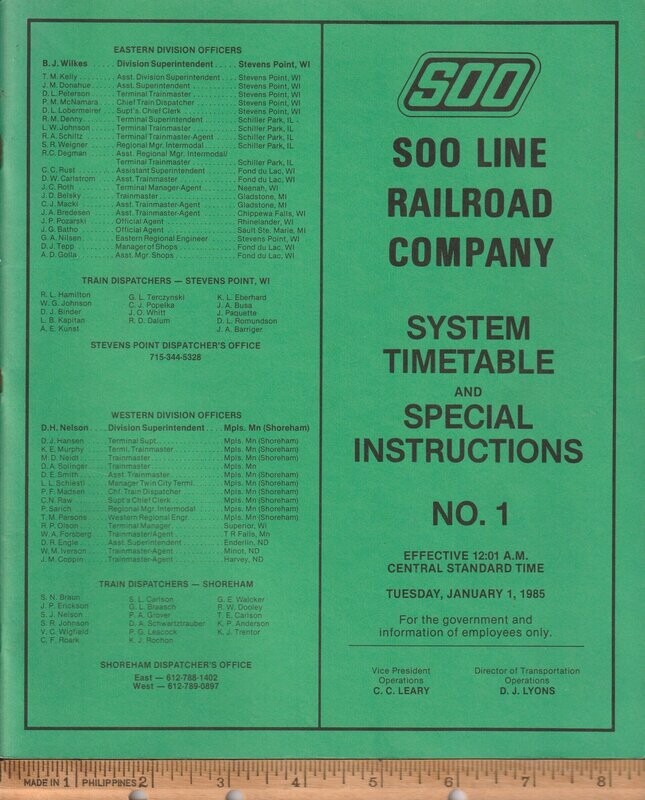 EASTERN DIVISION OFFICERS
B. J. Wilkes ..... Division Superintendent ... Stevens Point, WI
T. M. Kelly .......... Asst. Division Superintendent .... Stevens Point, WI
J. M. Donahue ..... Asst. Superintendent ........... Stevens Point, WI
D. L. Peterson ...... Terminal Trainmaster ........... Stevens Point, WI
P. M. McNamara .. Chief Train Dispatcher .......... Stevens Point, WI
D. L. Lobenteirer .. Supt's. Chief Clerk .............. Stevens Point, WI
R. M. Denny ........ Terminal Superintendent ........ Schiller Park, IL
L. W. Johnson ...... Terminal Trainmaster ........... Schiller Park, IL
R. A. Schiltz ......... Terminal Trainmaster-Agent ..... Schiller Park, IL
S. R. Weigner ...... Regional Mgr. Intermodal ....... Schiller Park, IL
R.C. Degman ....... Asst. Regional Mgr. Intermodal/
Terminal Trainmaster ........... Schiller Park, IL
C. C. Rust ........... Assistant Superintendent ....... Fond du Lac, WI
D. W. Carlstrom ... Asst. Trainmaster .............. Fond du Lac, WI
J. C. Roth ........... Terminal Manager-Agent ........ Neenah, WI
J. D. Belsky ......... Trainmaster .................... Gladstone, MI
C. J. Macki .......... Asst. Trainmaster-Agent ........ Gladstone, MI
J. A. Bredesen ...... Asst. Trainmaster-Agent ........ Chippewa Falls, WI
J. P. Pozarski ....... Official Agent .................. Rhinelander, WI
J. G. Batho .......... Official Agent .................. Sault Ste. Marie, MI
G. A. Nilsen ......... Eastern Regional Engineer ...... Stevens Point, WI
D. J. Tepp ........... Manager of Shops .............. Fond du Lac, WI
A. D. Golla .......... Asst. Mgr. Shops ............... Fond du Lac, WI
TRAIN DISPATCHERS — STEVENS POINT, WI
R. L. Hamilton
W. G. Johnson
D. J. Binder
L. B. Kapitan
A. E. Kunst
G. L. Terczynski
C. J. Popelka
J. O. Whitt
R. D. Dalum
K. L. Eberhard
J. A. Busa
J. Paquette
D. L. Romundson
J. A. Barriger
STEVENS POINT DISPATCHER'S OFFICE
715-344-5328
WESTERN DIVISION OFFICERS
D.H. Nelson .. Division Superintendent ... Mpls. Mn (Shoreham)
D. J. Hansen ...... Terminal Supt. ............ Mpls. Mn (Shoreham)
K. E. Murphy ...... Terml. Trainmaster ........ Mpls. Mn (Shoreham)
M. D. Neidt ........ Trainmaster .............. Mpls. Mn (Shoreham)
D. A. Solinger ..... Trainmaster .............. Mpls. Mn
D. E. Smith ........ Asst. Trainmaster ......... Mpls. Mn (Shoreham)
L. L. Schiesti ...... Manager Twin City Terml. ... Mpls. Mn (Shoreham)
P. F. Madsen ...... Chf. Train Dispatcher ...... Mpls. Mn (Shoreham)
C.N. Raw .......... Supt's Chief Clerk ......... Mpls. Mn (Shoreham)
P. Sarich .......... Regional Mgr. Intermodal ... Mpls. Mn (Shoreham)
T. M. Persons ..... Western Regional Engr. ..... Mpls. Mn (Shoreham)
R. P. Olson ........ Terminal Manager ......... Superior, WI
W. A. Forsberg .... Trainmaster/Agent ........ T R Falls, Mn
D. R. Engle ........ Asst. Superintendent ...... Enderlin, ND
W. M. Iverson ..... Trainmaster-Agent ........ Minot, ND
J. M. Coppin ....... Trainmaster-Agent ........ Harvey, ND
TRAIN DISPATCHERS — SHOREHAM
S. N. Braun
J. P. Erickson
S. J. Nelson
S. R. Johnson
V. C. Wigfield
C. F. Roark
S. L. Carlson
G. L. Braasch
P. A. Grover
D. A. Schwartztrauber
P. G. Lescock
K. J. Rochon
G. E. Walcker
R. W. Dooley
T. E. Carlson
K. P. Anderson
K. J. Trentor
SHOREHAM DISPATCHER'S OFFICE
East — 612-788-1402
West — 612-789-0897
SOO
SOO LINE
RAILROAD
COMPANY
SYSTEM
TIMETABLE
AND
SPECIAL
INSTRUCTIONS
NO. 1
EFFECTIVE 12:01 A.M.
CENTRAL STANDARD TIME
TUESDAY, JANUARY 1, 1985
For the government and
information of employees only.
Vice President
Operations
C. C. LEARY
Director of Transportation
Operations
D. J. LYONS
MADE IN 1 PHILIPPINES 2 3 4 5 6 7 8